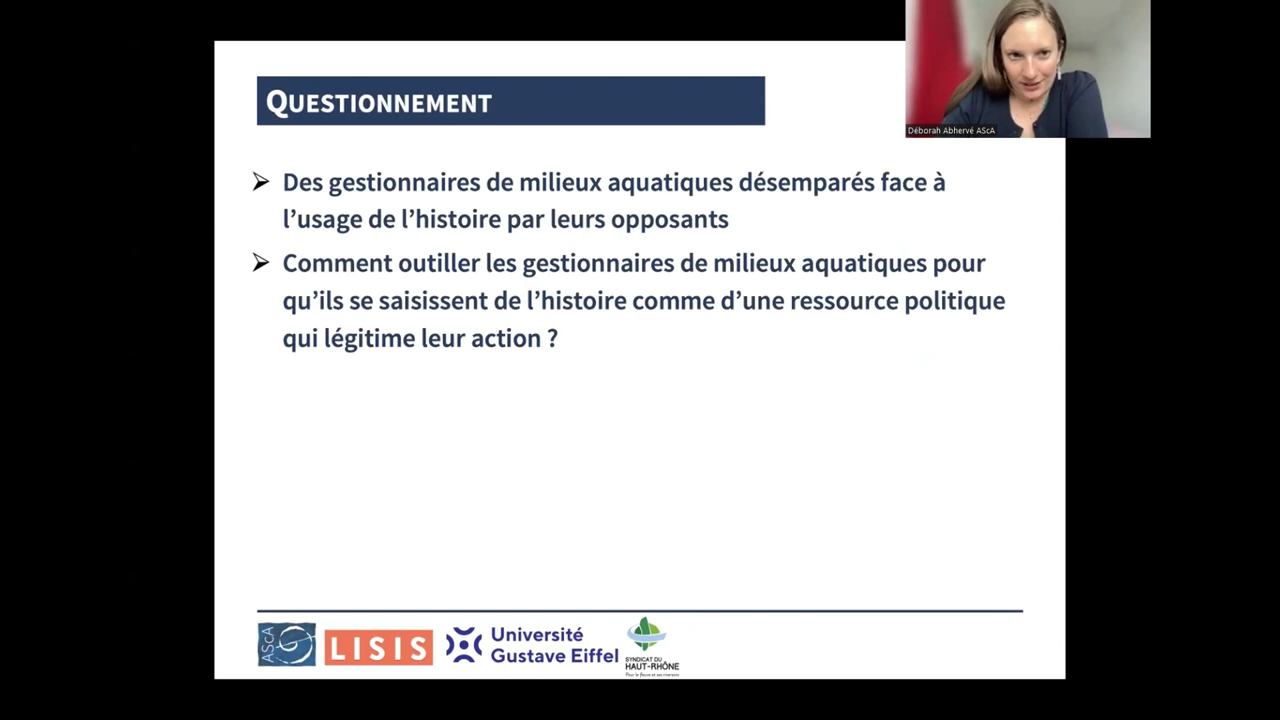 QUESTIONNEMENT
Déborah Abhervé AScA
Des gestionnaires de milieux aquatiques désemparés face à
l’usage de l’histoire par leurs opposants
Comment outiller les gestionnaires de milieux aquatiques pour
qu’ils se saisissent de l’histoire comme d’une ressource politique
qui légitime leur action ?
AScA
LISIS
Université
Gustave Eiffel
SYNDICAT DU
HAUT-RHÔNE
Pour le fleuve et ses riverains